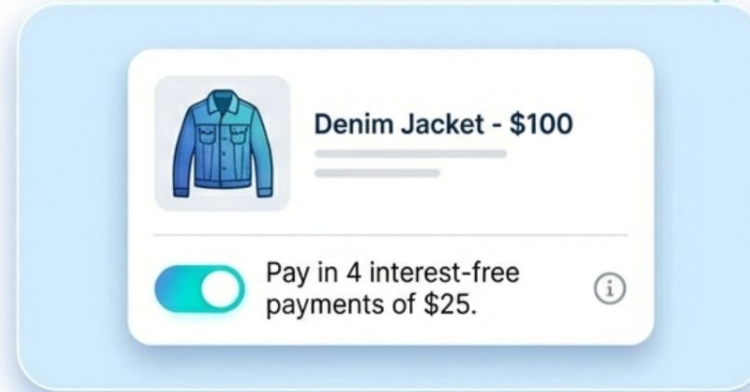 Denim Jacket - $100
Pay in 4 interest-free
payments of $25.